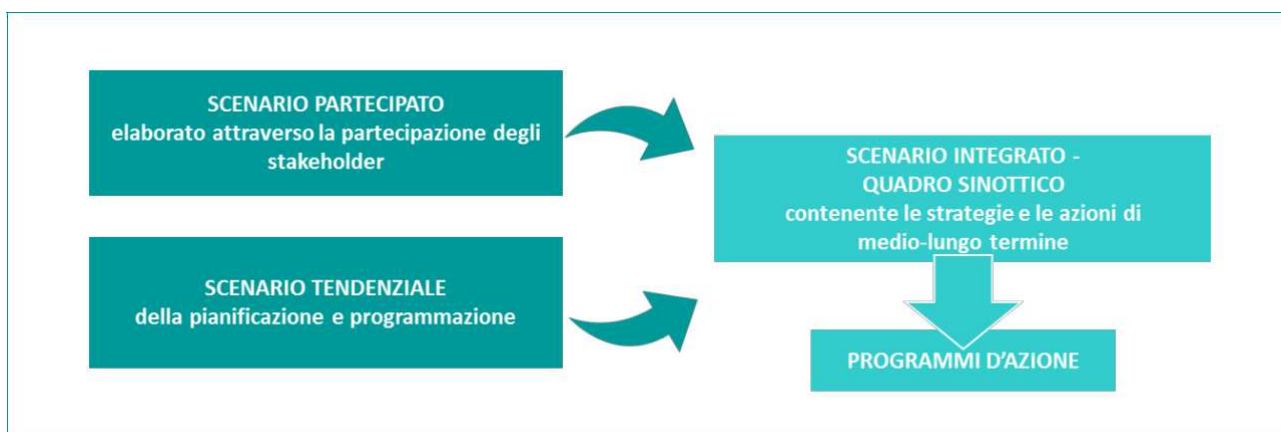 SCENARIO PARTECIPATO
elaborato attraverso la partecipazione degli
stakeholder
SCENARIO TENDENZIALE
della pianificazione e programmazione
SCENARIO INTEGRATO -
QUADRO SINOTTICO
contenente le strategie e le azioni di
medio-lungo termine
PROGRAMMI D'AZIONE